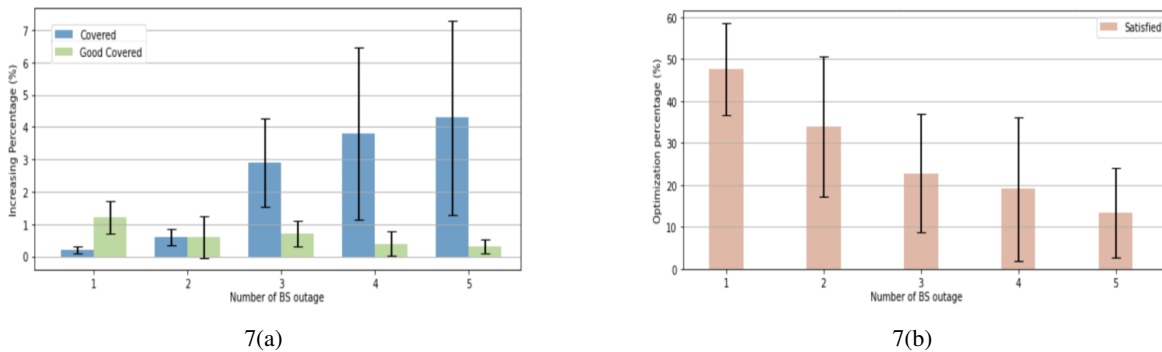 7
6
5
4
3
2
1
0
Increasing Percentage (%)
Covered
Good Covered
1 2 3 4 5
Number of BS outage
7(a)
60
50
40
30
20
10
0
Optimization percentage (%)
Satisfied
1 2 3 4 5
Number of BS outage
7(b)